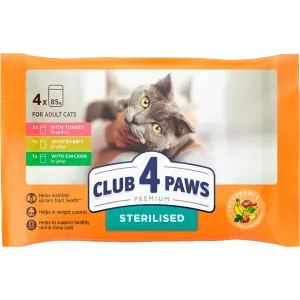 4x 85g
FOR ADULT CATS
2x WITH TURKEY in gravy
1x WITH RABBIT in jelly
1x WITH CHICKEN in jelly
CLUB 4 PAWS
PREMIUM
STERILISED
Helps maintain
urinary tract health
Helps in weight control
Helps to support healthy
skin & shiny coat